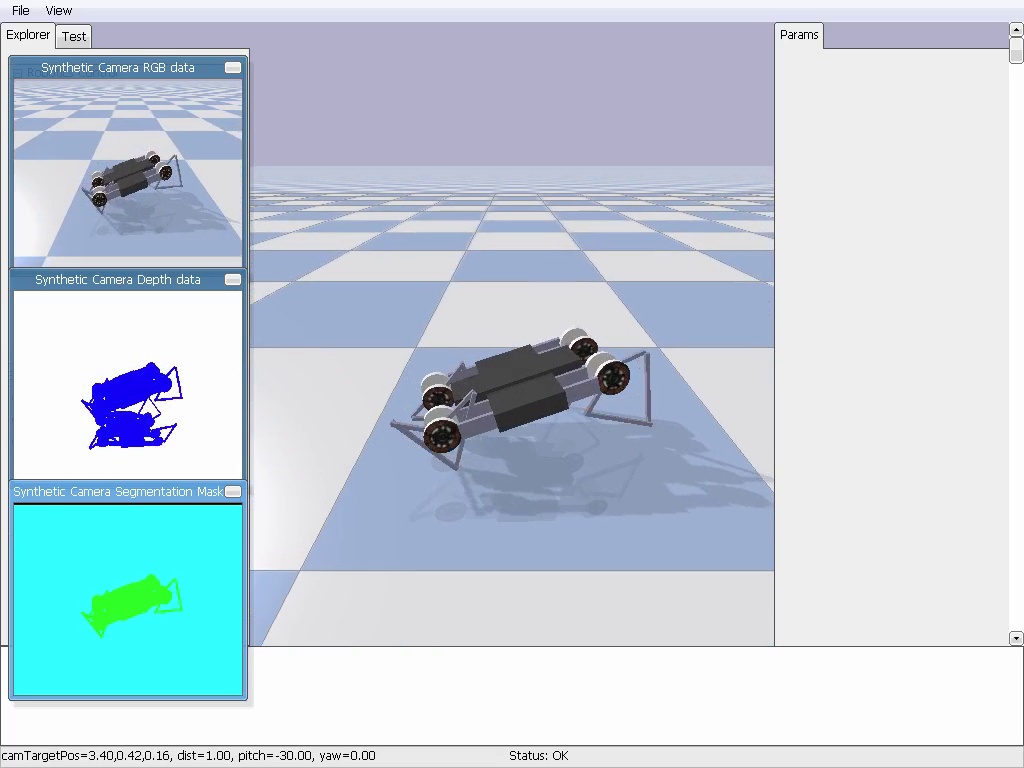 File View
Explorer Test
Params
Synthetic Camera RGB data
Synthetic Camera Depth data
Synthetic Camera Segmentation Mask
camTargetPos=3.40,0.42,0.16, dist=1.00, pitch=-30.00, yaw=0.00 Status: OK